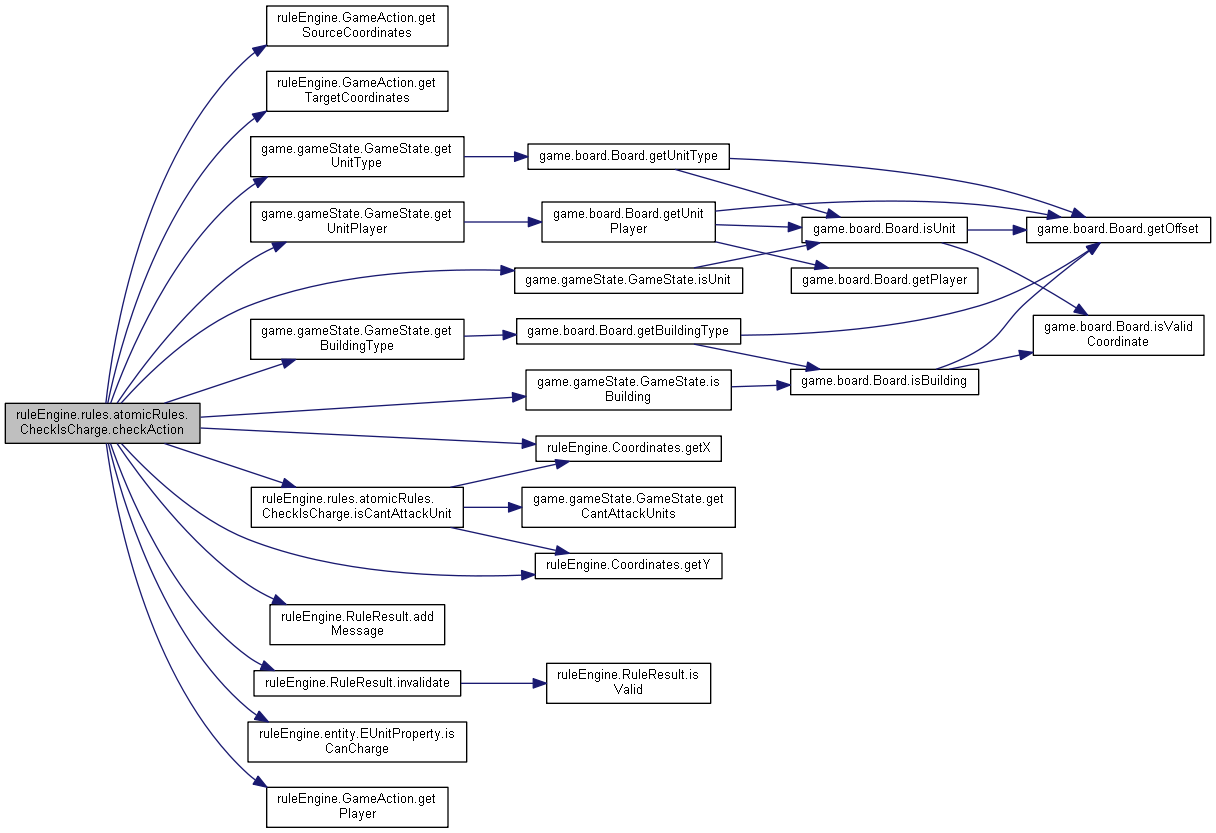 ruleEngine.GameAction.get
SourceCoordinates
ruleEngine.GameAction.get
TargetCoordinates
game.gameState.GameState.get
UnitType
game.board.Board.getUnitType
game.gameState.GameState.get
UnitPlayer
game.board.Board.getUnit
Player
game.board.Board.isUnit
game.board.Board.getOffset
game.gameState.GameState.isUnit
game.board.Board.getPlayer
game.gameState.GameState.get
BuildingType
game.board.Board.getBuildingType
game.board.Board.isValid
Coordinate
game.gameState.GameState.is
Building
game.board.Board.isBuilding
ruleEngine.rules.atomicRules.
CheckIsCharge.checkAction
ruleEngine.Coordinates.getX
ruleEngine.rules.atomicRules.
CheckIsCharge.isCantAttackUnit
game.gameState.GameState.get
CantAttackUnits
ruleEngine.Coordinates.getY
ruleEngine.RuleResult.add
Message
ruleEngine.RuleResult.invalidate
ruleEngine.RuleResult.is
Valid
ruleEngine.entity.EUnitProperty.is
CanCharge
ruleEngine.GameAction.get
Player